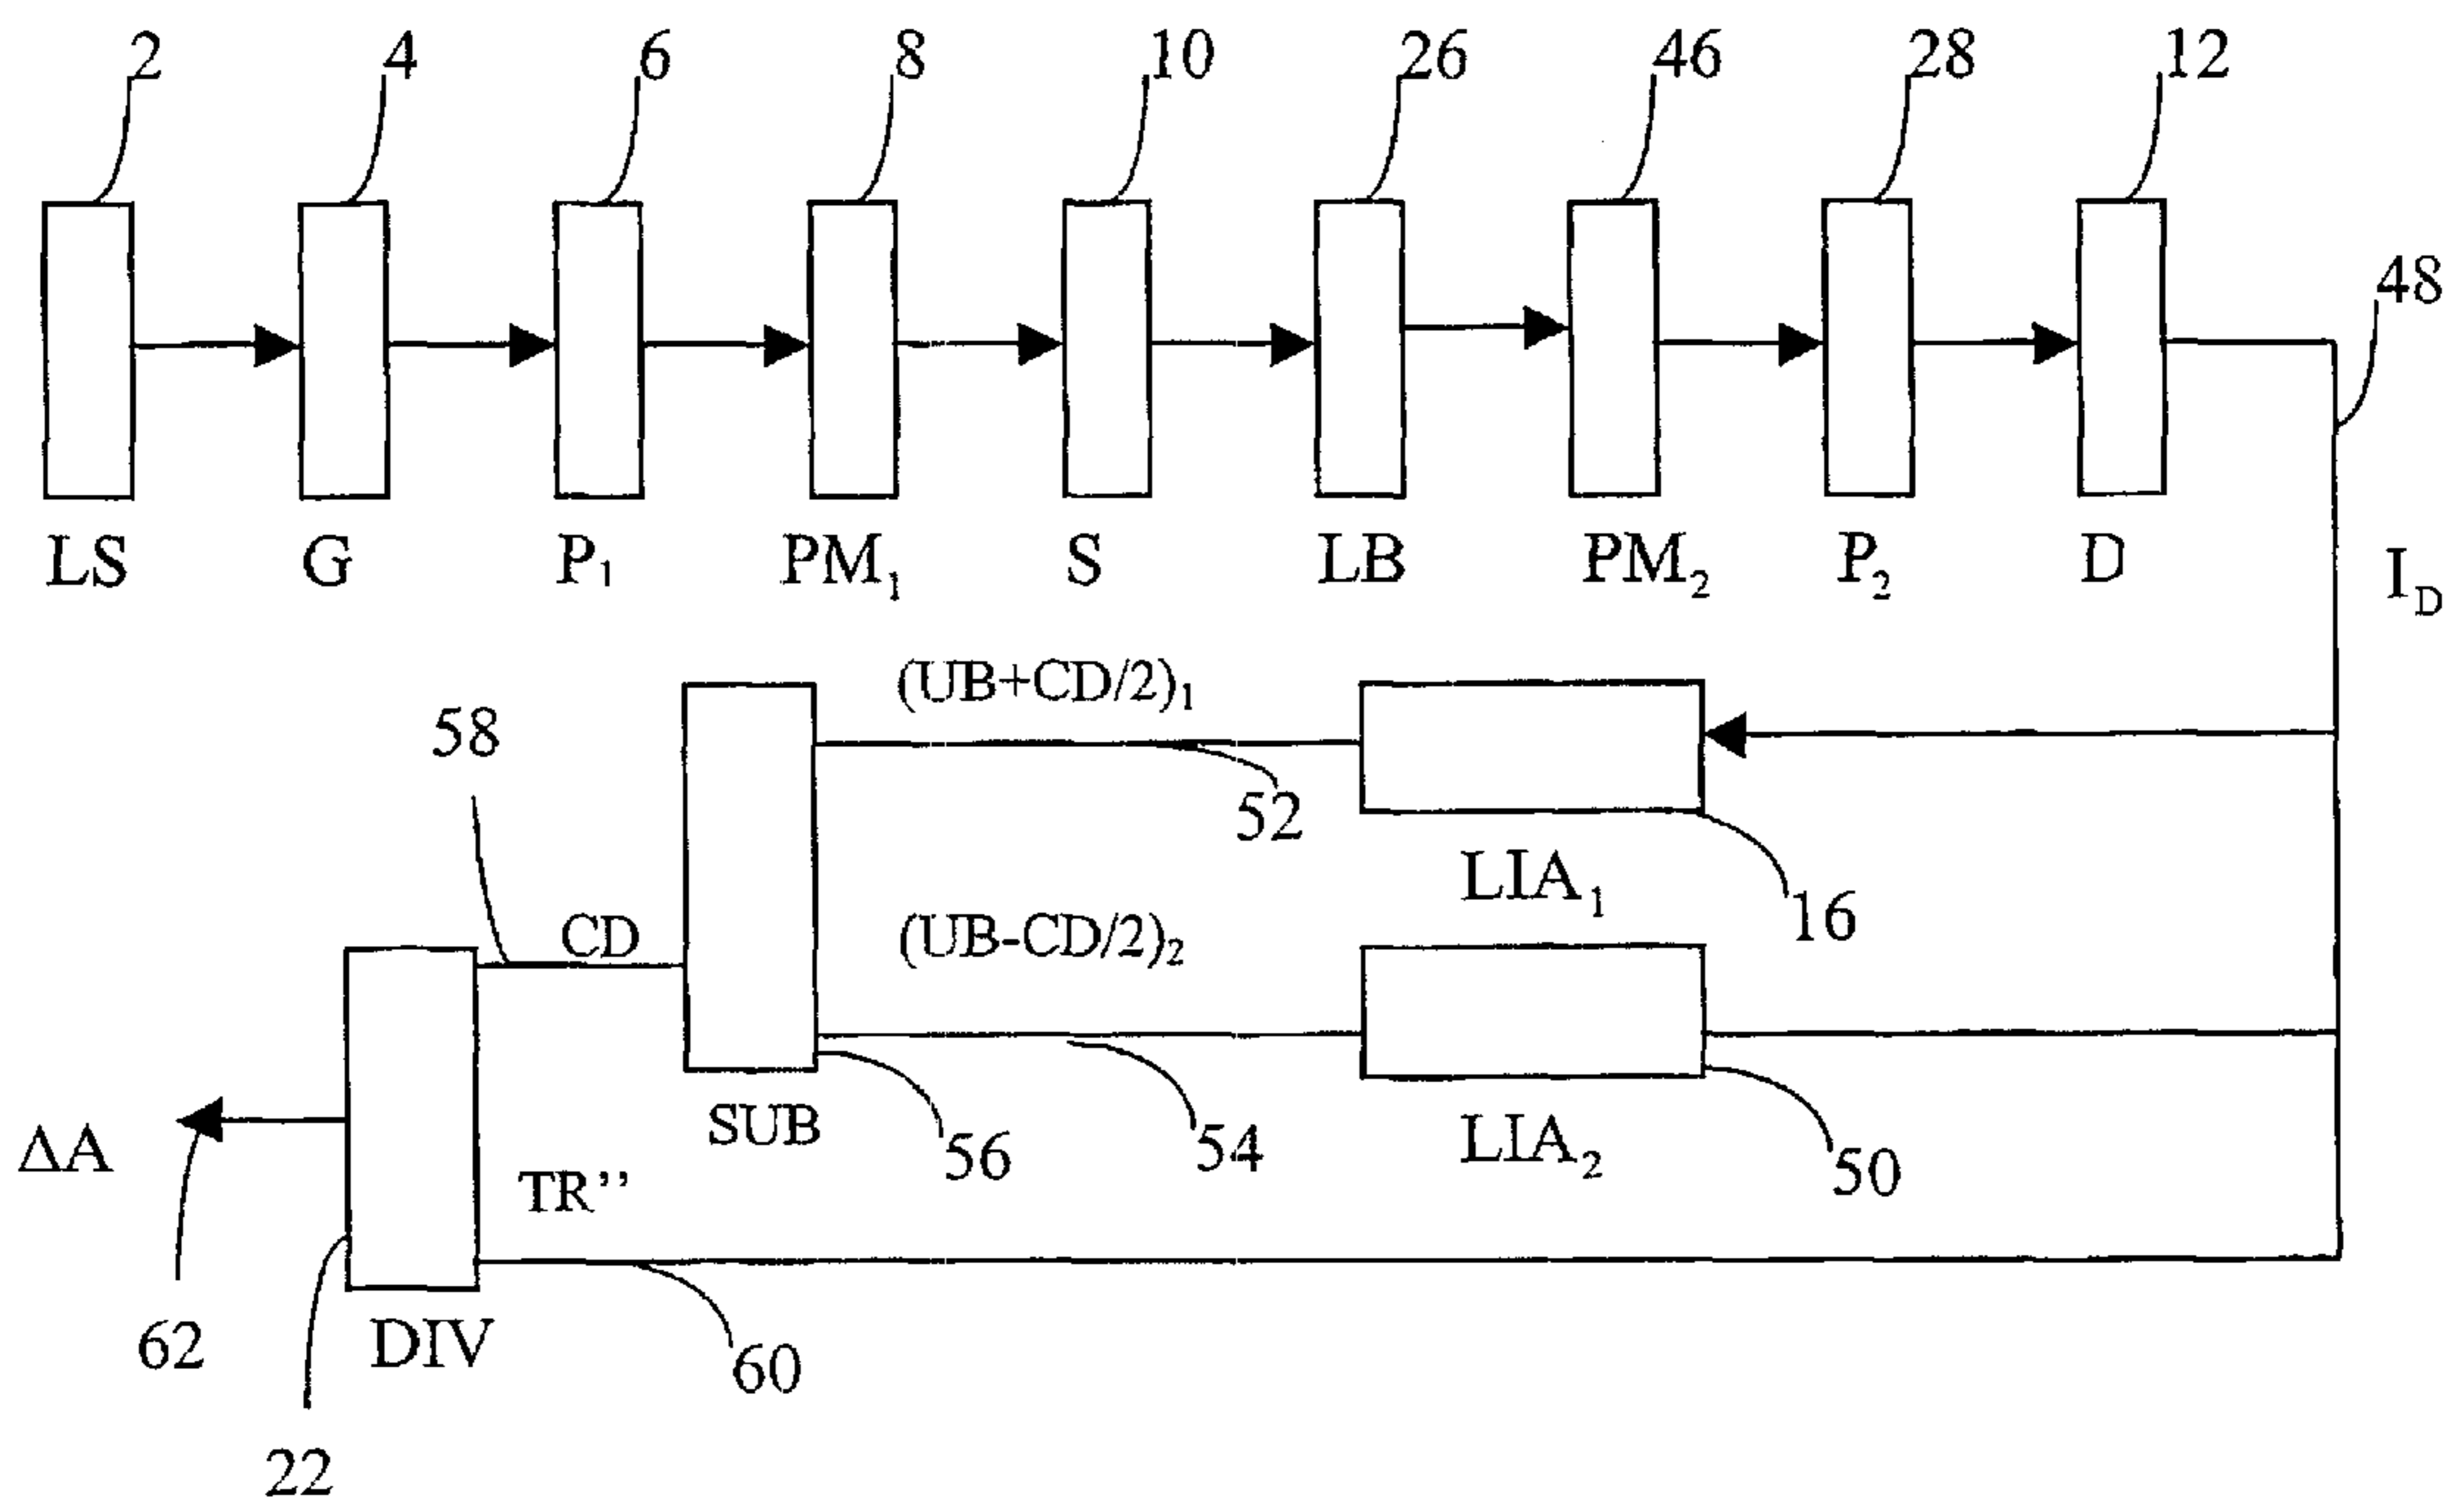 2 4 6 8 10 26 46 28 12
48
LS G P₁ PM₁ S LB PM₂ P₂ D
I_D
(UB+CD/2)₁
58
52
LIA₁
16
CD
(UB-CD/2)₂
SUB
56
54
LIA₂
50
ΔA
TR’’
62
DIV
60
22